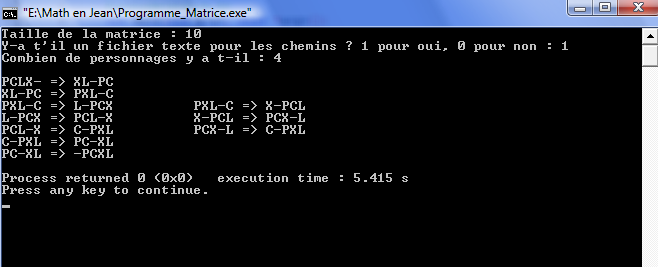 "E:\Math en Jean\Programme_Matrice.exe"
Taille de la matrice : 10
Y-a t'il un fichier texte pour les chemins ? 1 pour oui, 0 pour non : 1
Combien de personnages y a t-il : 4
PCLX- => XL-PC
XL-PC => PXL-C
PXL-C => L-PCX          PXL-C => X-PCL
L-PCX => PCL-X          X-PCL => PCX-L
PCL-X => C-PXL          PCX-L => C-PXL
C-PXL => PC-XL
PC-XL => -PCXL
Process returned 0 (0x0)   execution time : 5.415 s
Press any key to continue.